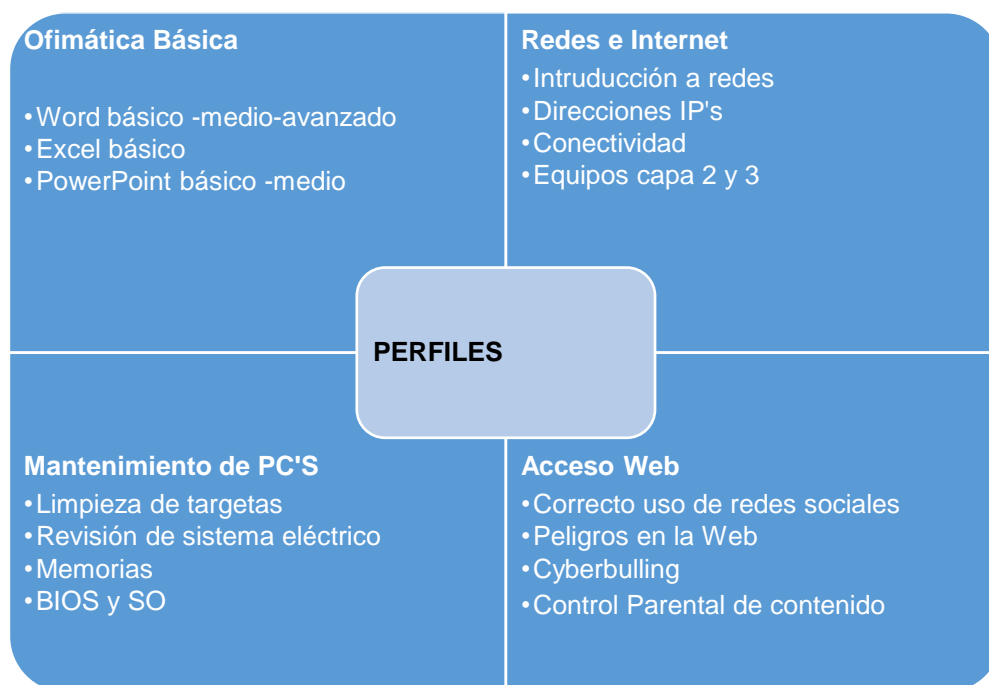 Ofimática Básica
•Word básico -medio-avanzado
•Excel básico
•PowerPoint básico -medio
Redes e Internet
•Intruducción a redes
•Direcciones IP's
•Conectividad
•Equipos capa 2 y 3
PERFILES
Mantenimiento de PC'S
•Limpieza de targetas
•Revisión de sistema eléctrico
•Memorias
•BIOS y SO
Acceso Web
•Correcto uso de redes sociales
•Peligros en la Web
•Cyberbulling
•Control Parental de contenido